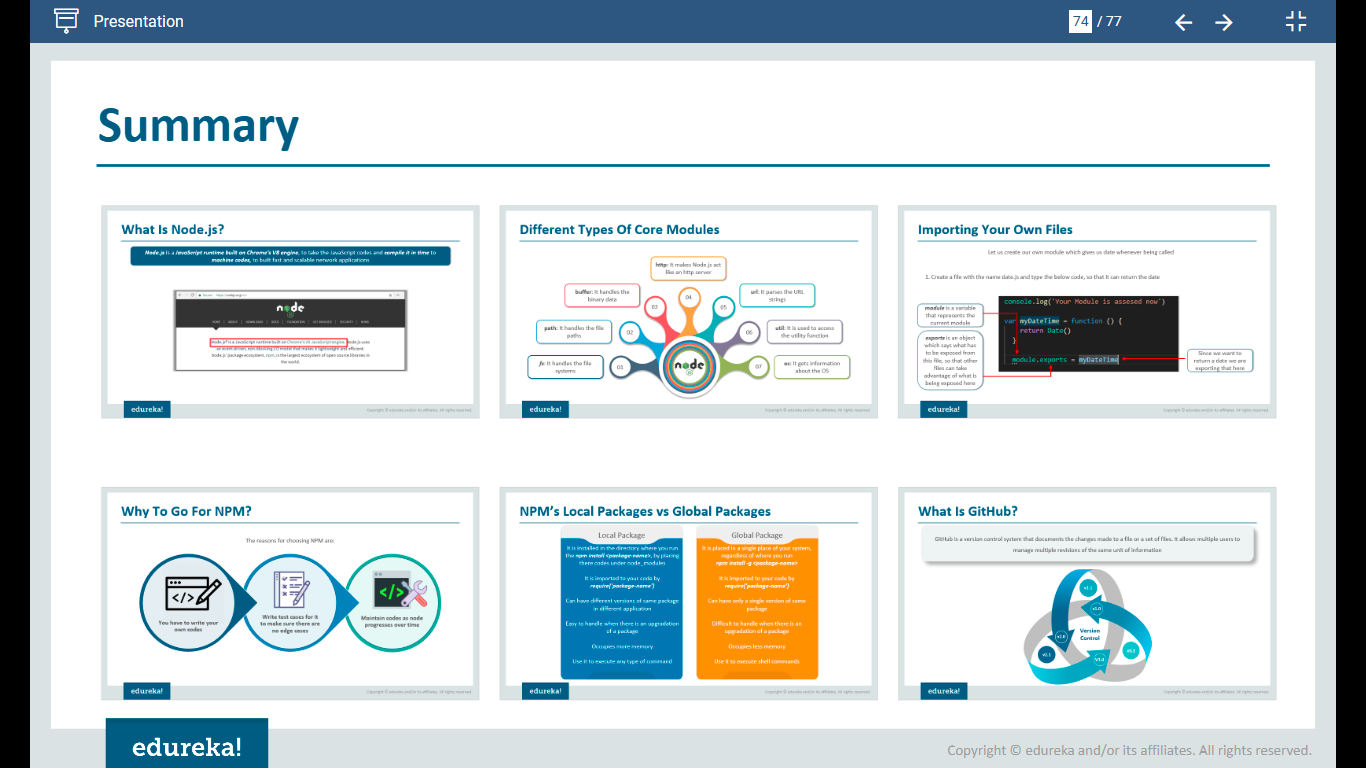 Presentation
74 / 77
Summary
What Is Node.js?
Node.js is a JavaScript runtime built on Chrome's V8 engine, to take the JavaScript codes and compile it in time to
machine codes, to built fast and scalable network applications
node
edureka!
Copyright © edureka and/or its affiliates. All rights reserved.
Different Types Of Core Modules
http: It makes Node.js act
like an http server
buffer: It handles the
binary data
url: It parses the URL
strings
path: It handles the file
paths
util: It is used to access
the utility function
fs: It handles the file
systems
os: It gets information
about the OS
01
02
03
04
05
06
07
node
edureka!
Copyright © edureka and/or its affiliates. All rights reserved.
Importing Your Own Files
Let us create our own module which gives us date whenever being called
1. Create a file with the name date.js and type the below code, so that it can return the date
module is a variable
that represents the
current module
exports is an object
which says what has
to be exposed from
this file, so that other
files can take
advantage of what is
being exposed here
console.log('Your Module is assesed now')
var myDateTime = function () {
return Date()
}
module.exports = myDateTime
Since we want to
return a date we are
exporting that here
edureka!
Copyright © edureka and/or its affiliates. All rights reserved.
Why To Go For NPM?
The reasons for choosing NPM are:
You have to write your
own codes
Write test cases for it
to make sure there are
no edge cases
Maintain codes as node
progresses over time
edureka!
Copyright © edureka and/or its affiliates. All rights reserved.
NPM's Local Packages vs Global Packages
Local Package
It is installed in the directory where you run
the npm install <package-name>, by placing
there codes under node_modules
It is imported to your code by
require('package-name')
Can have different versions of same package
in different application
Easy to handle when there is an upgradation
of a package
Occupies more memory
Use it to execute any type of command
Global Package
It is placed in a single place of your system,
regardless of where you run
npm install -g <package-name>
It is imported to your code by
require('package-name')
Can have only a single version of same
package
Difficult to handle when there is an
upgradation of a package
Occupies less memory
Use it to execute shell commands
edureka!
Copyright © edureka and/or its affiliates. All rights reserved.
What Is GitHub?
GitHub is a version control system that documents the changes made to a file or a set of files. It allows multiple users to
manage multiple revisions of the same unit of information
Version
Control
edureka!
Copyright © edureka and/or its affiliates. All rights reserved.
edureka!
Copyright © edureka and/or its affiliates. All rights reserved.